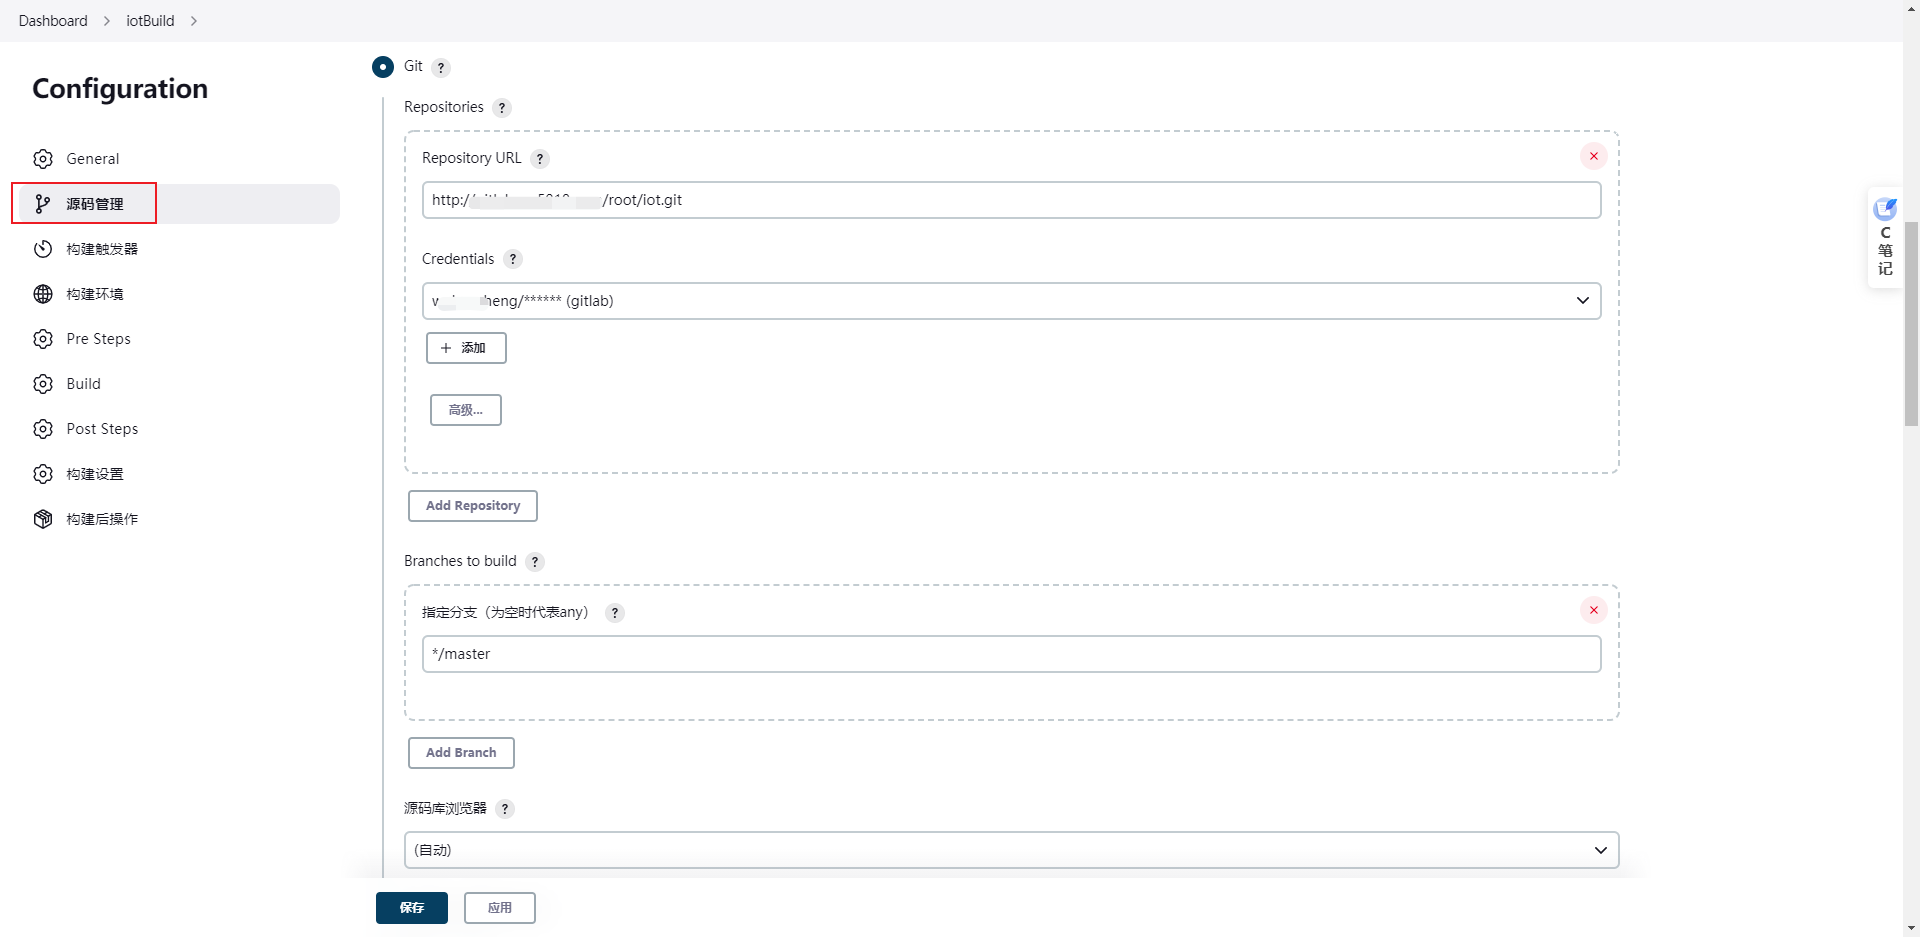 Dashboard
iotBuild
Configuration
General
源码管理
构建触发器
构建环境
Pre Steps
Build
Post Steps
构建设置
构建后操作
Git ?
Repositories ?
Repository URL ?
http:/ /root/iot.git
Credentials ?
heng/****** (gitlab)
添加
高级...
Add Repository
Branches to build ?
指定分支（为空时代表any） ?
*/master
Add Branch
源码库浏览器 ?
(自动)
保存 应用
C
笔
记